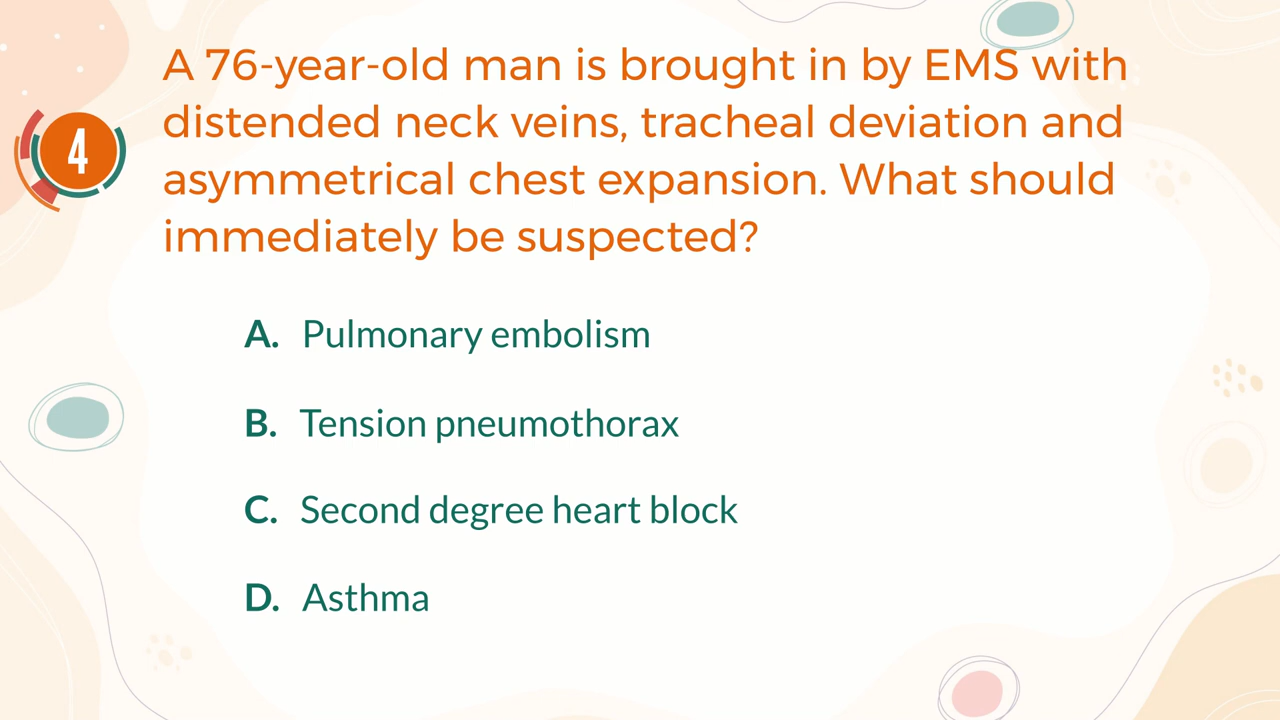 4
A 76-year-old man is brought in by EMS with
distended neck veins, tracheal deviation and
asymmetrical chest expansion. What should
immediately be suspected?
A. Pulmonary embolism
B. Tension pneumothorax
C. Second degree heart block
D. Asthma